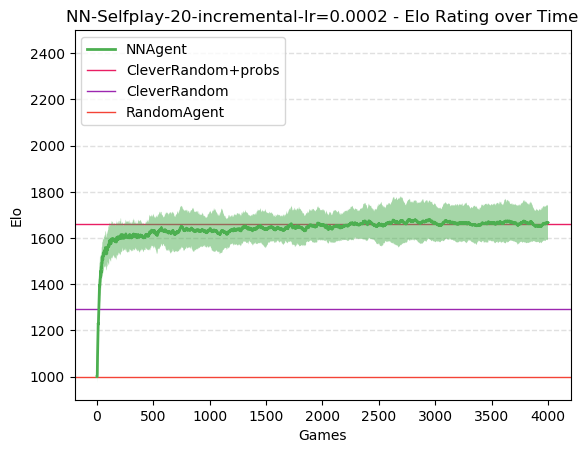 NN-Selfplay-20-incremental-lr=0.0002 - Elo Rating over Time
NNAgent
CleverRandom+probs
CleverRandom
RandomAgent
2400
2200
2000
1800
1600
1400
1200
1000
Elo
0 500 1000 1500 2000 2500 3000 3500 4000
Games